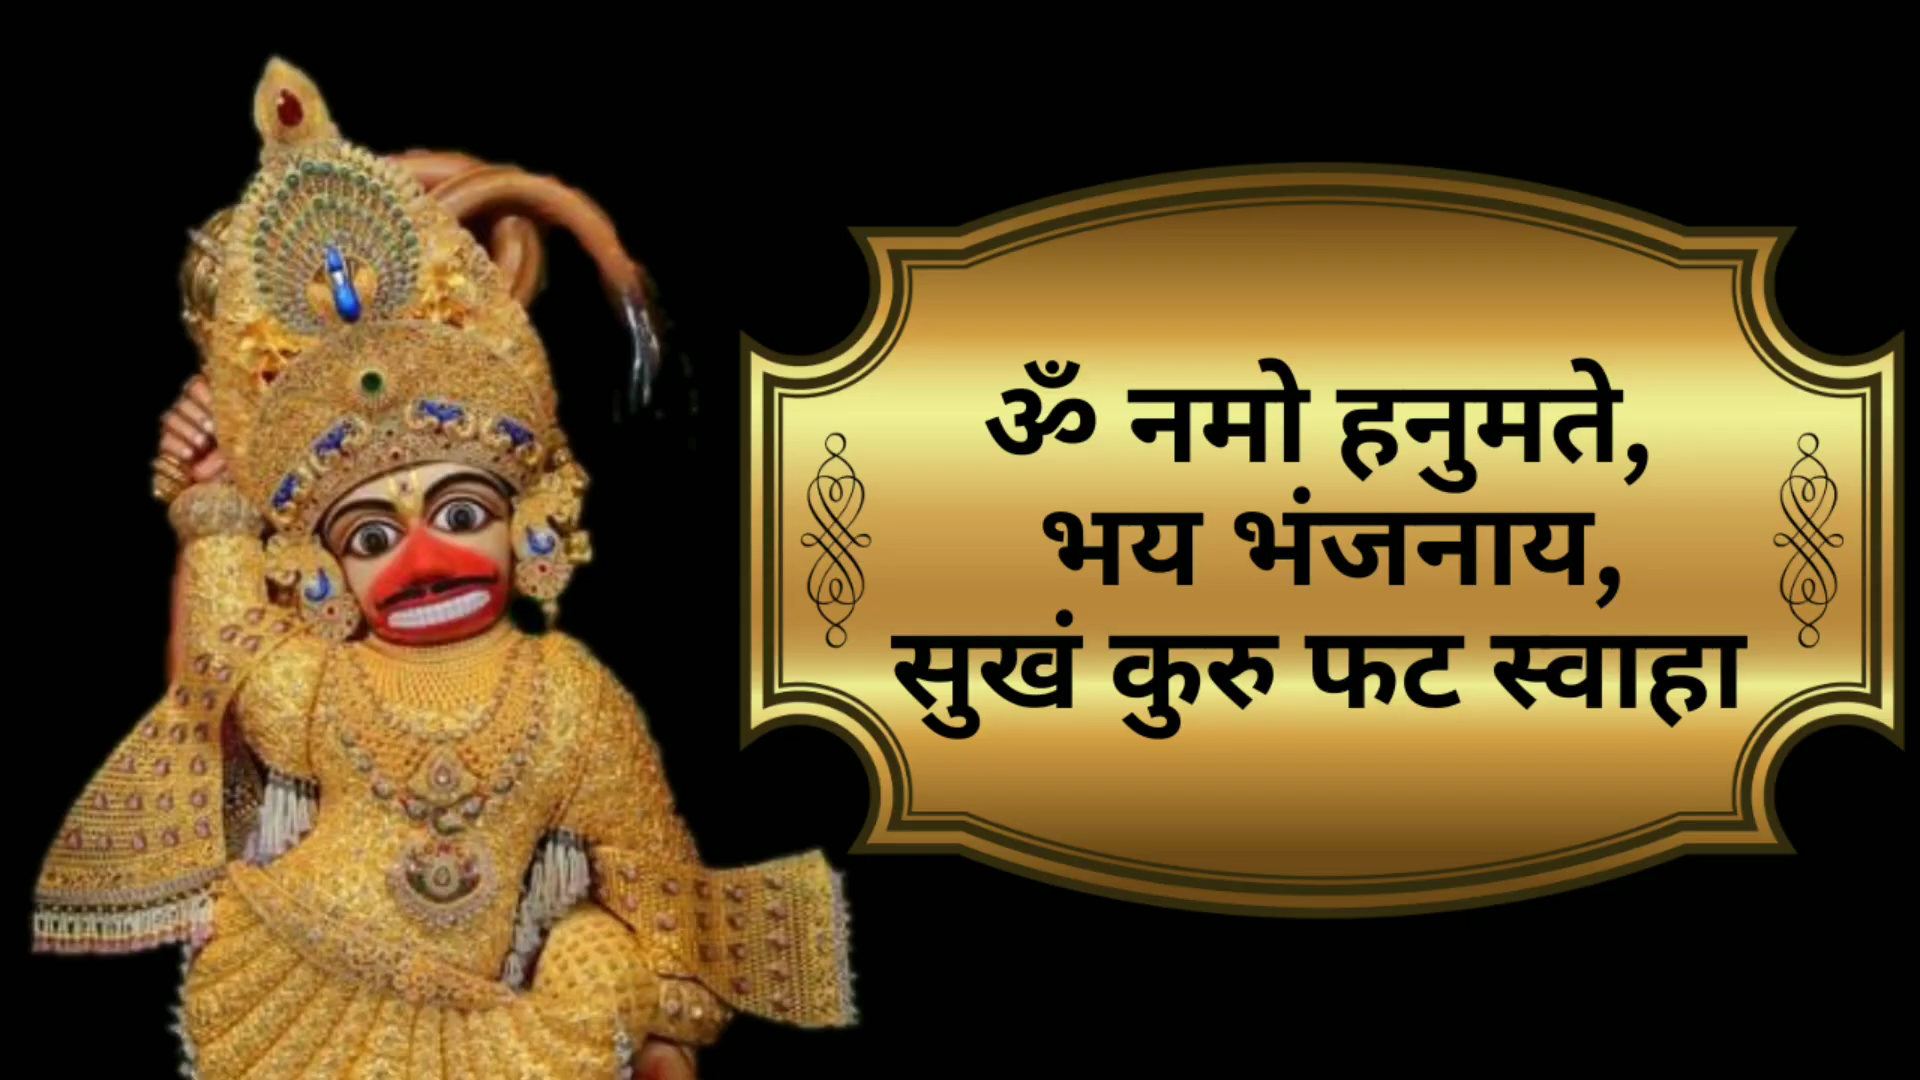 ॐ नमो हनुमते,
भय भंजनाय,
सुखं कुरु फट स्वाहा